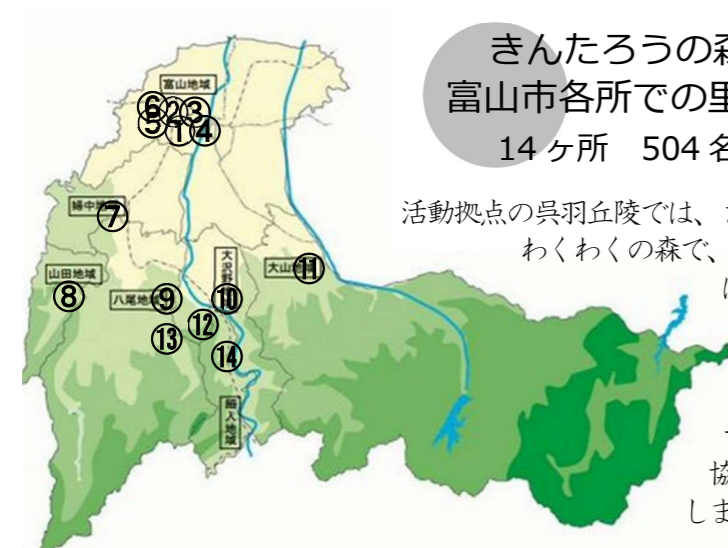 きんたろうの森
富山市各所での里
14ヶ所 504名
活動拠点の呉羽丘陵では、
わくわくの森で、
協
しま
富山地域
⑥②③
⑤①④
婦中地域
⑦
山田地域
⑧
八尾地域
⑨
大沢野
⑩
大山地域
⑪
⑫
⑬
⑭
細入地域